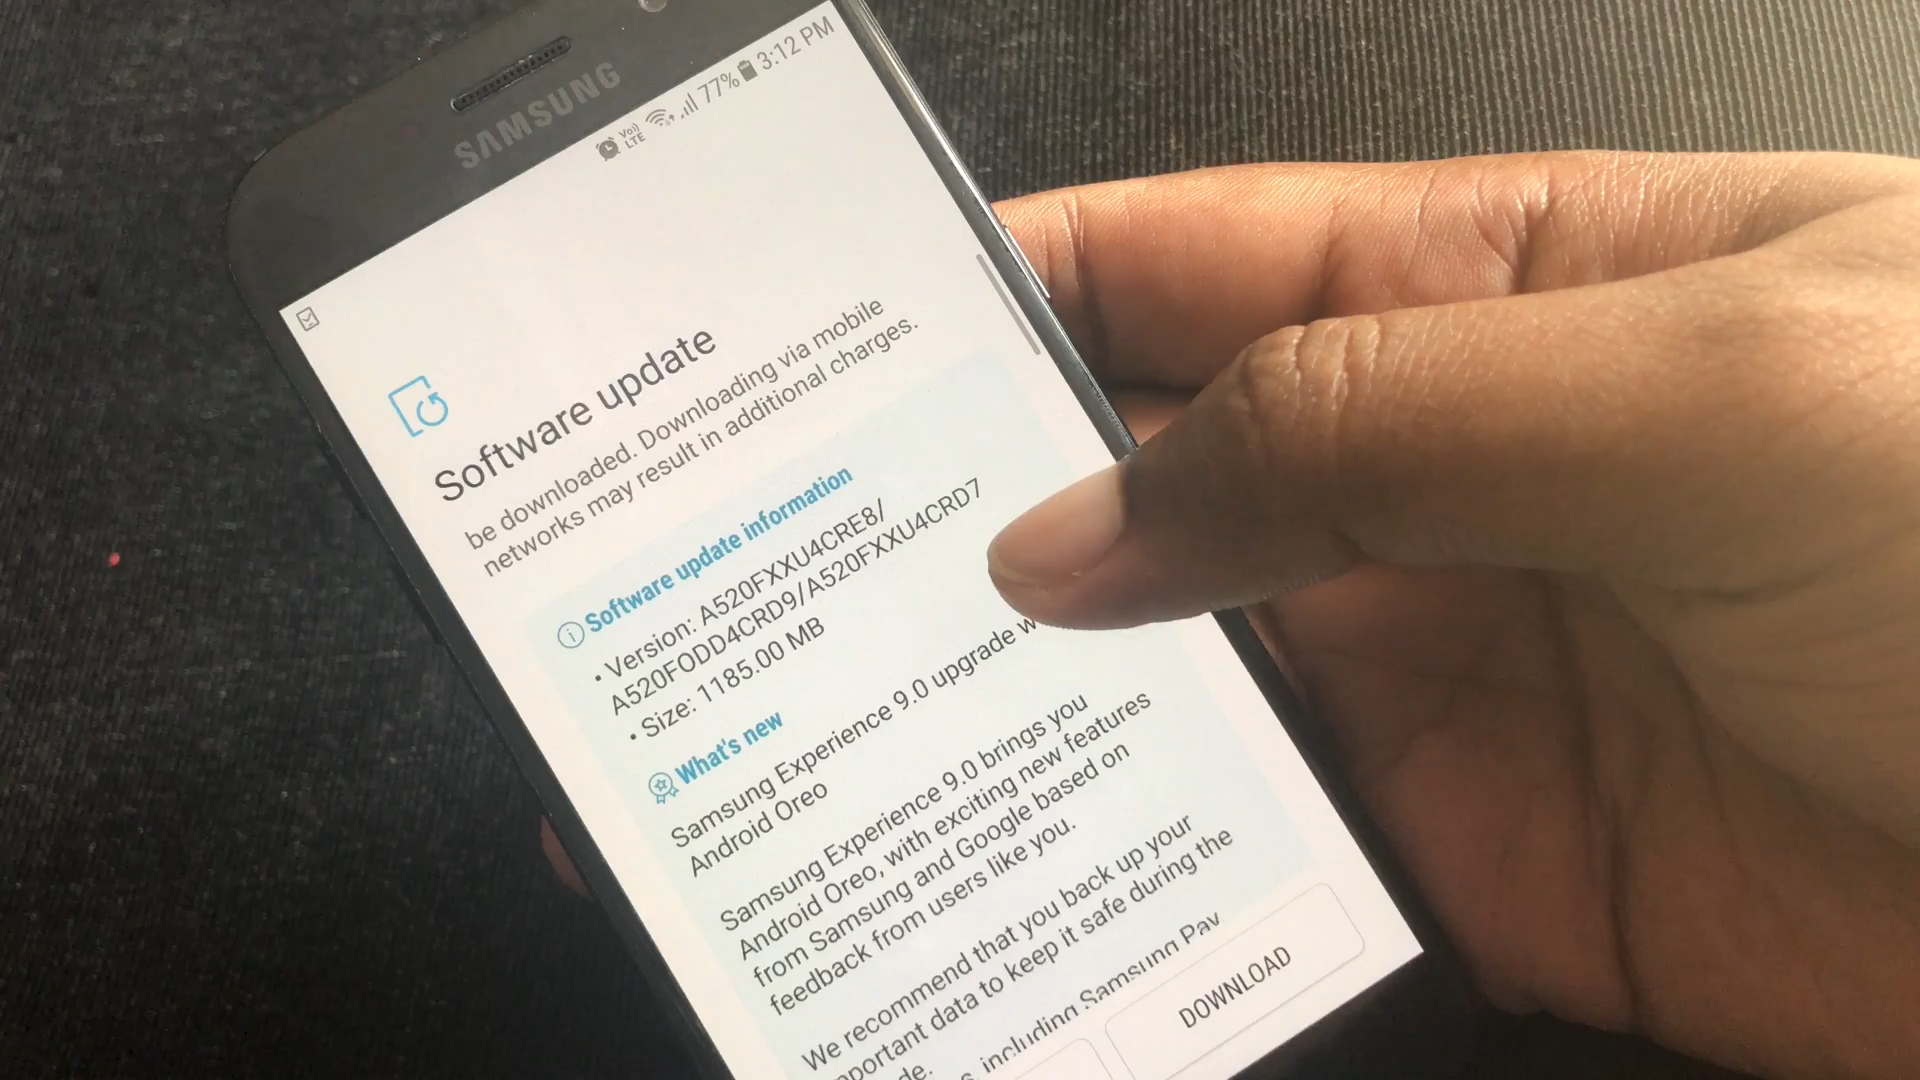 SAMSUNG
Vo))
LTE
77% 3:12 PM
Software update
be downloaded. Downloading via mobile
networks may result in additional charges.
Software update information
• Version: A520FXXU4CRE8/
A520FODD4CRD9/A520FXXU4CRD7
• Size: 1185.00 MB
What's new
Samsung Experience 9.0 upgrade
Android Oreo
Samsung Experience 9.0 brings you
Android Oreo, with exciting new features
from Samsung and Google based on
feedback from users like you.
We recommend that you back up your
portant data to keep it safe during the
de.
s, including Samsung Pay
DOWNLOAD